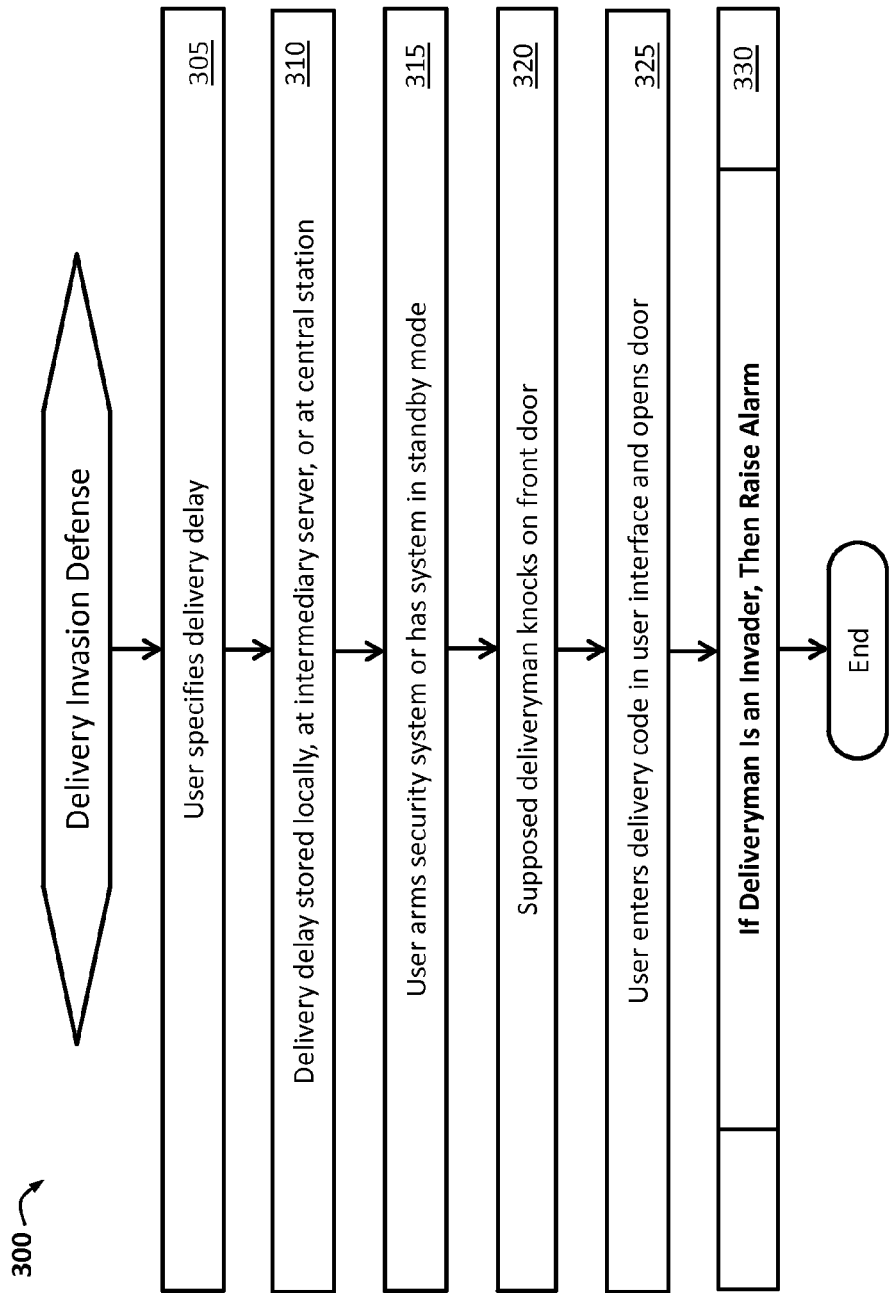 300
Delivery Invasion Defense
User specifies delivery delay
305
Delivery delay stored locally, at intermediary server, or at central station
310
User arms security system or has system in standby mode
315
Supposed deliveryman knocks on front door
320
User enters delivery code in user interface and opens door
325
If Deliveryman Is an Invader, Then Raise Alarm
330
End